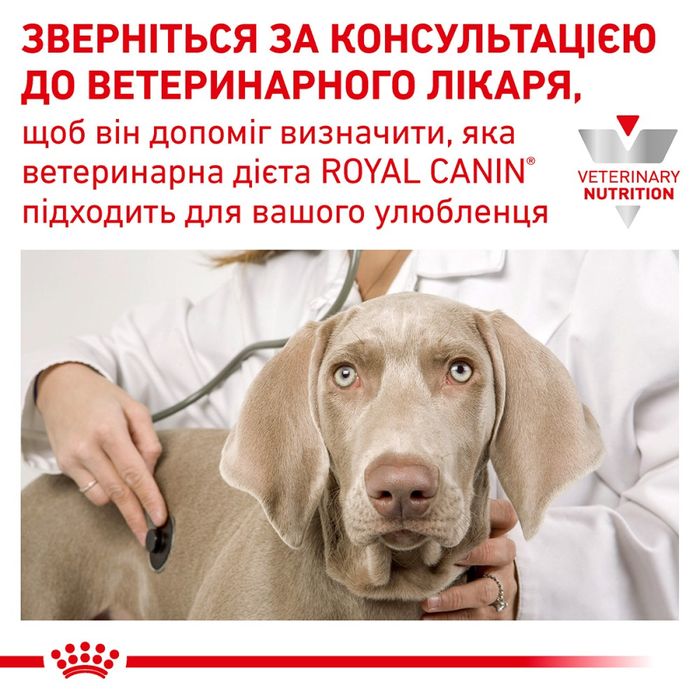 ЗВЕРНІТЬСЯ ЗА КОНСУЛЬТАЦІЄЮ
ДО ВЕТЕРИНАРНОГО ЛІКАРЯ,
щоб він допоміг визначити, яка
ветеринарна дієта ROYAL CANIN®
підходить для вашого улюбленця
VETERINARY
NUTRITION